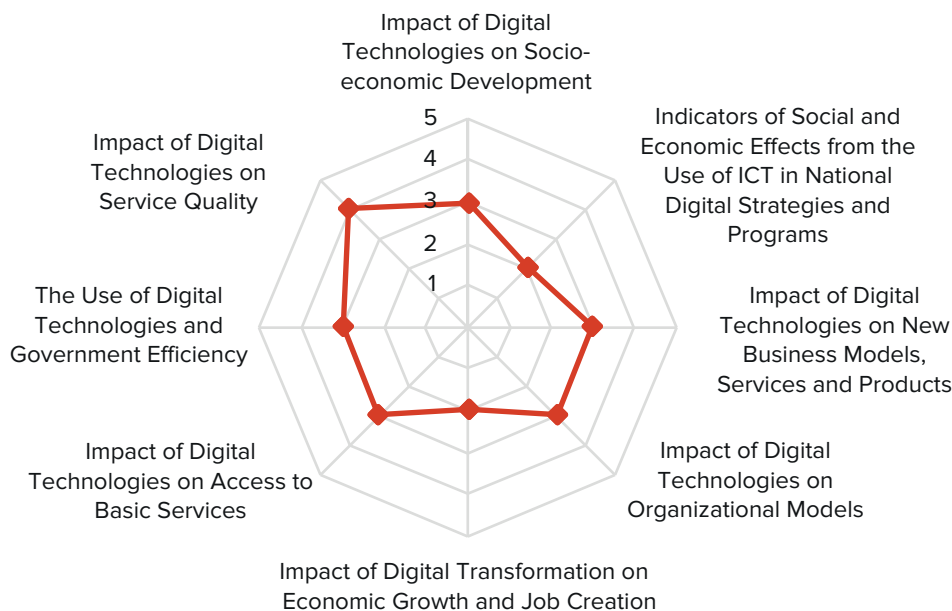 Impact of Digital
Technologies on Socio-
economic Development
Indicators of Social and
Economic Effects from the
Use of ICT in National
Digital Strategies and
Programs
Impact of Digital
Technologies on New
Business Models,
Services and Products
Impact of Digital
Technologies on
Organizational Models
Impact of Digital Transformation on
Economic Growth and Job Creation
Impact of Digital
Technologies on Access to
Basic Services
The Use of Digital
Technologies and
Government Efficiency
Impact of Digital
Technologies on
Service Quality
5
4
3
2
1